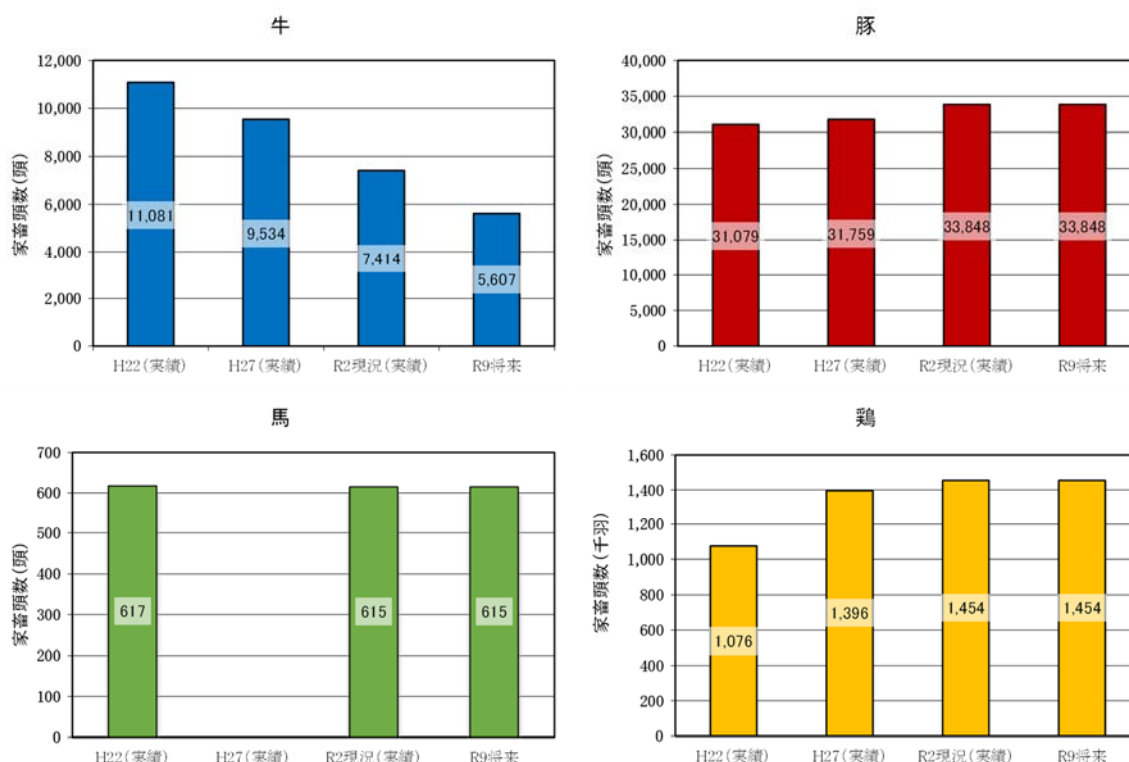 牛
12,000
10,000
8,000
6,000
4,000
2,000
0
家畜頭数(頭)
11,081
9,534
7,414
5,607
H22(実績)
H27(実績)
R2現況(実績)
R9将来
豚
40,000
35,000
30,000
25,000
20,000
15,000
10,000
5,000
0
家畜頭数(頭)
31,079
31,759
33,848
33,848
H22(実績)
H27(実績)
R2現況(実績)
R9将来
馬
700
600
500
400
300
200
100
0
家畜頭数(頭)
617
615
615
H22(実績)
H27(実績)
R2現況(実績)
R9将来
鶏
1,600
1,400
1,200
1,000
800
600
400
200
0
家畜頭数(千羽)
1,076
1,396
1,454
1,454
H22(実績)
H27(実績)
R2現況(実績)
R9将来